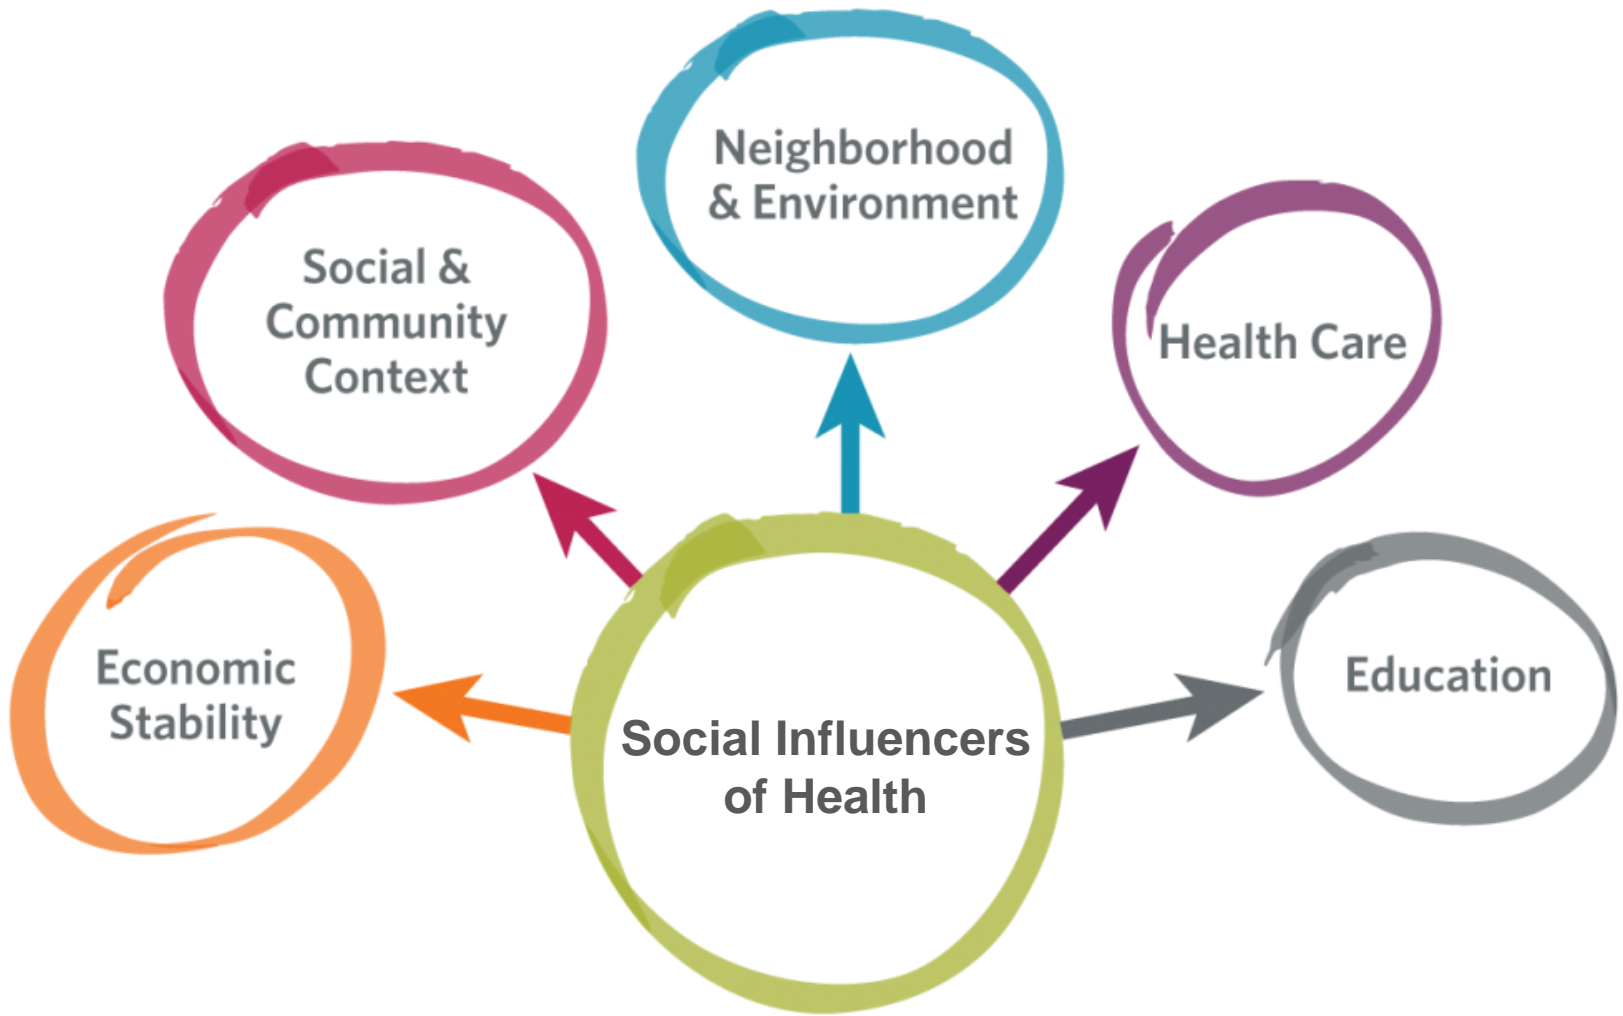 Neighborhood
& Environment
Social &
Community
Context
Health Care
Economic
Stability
Education
Social Influencers
of Health